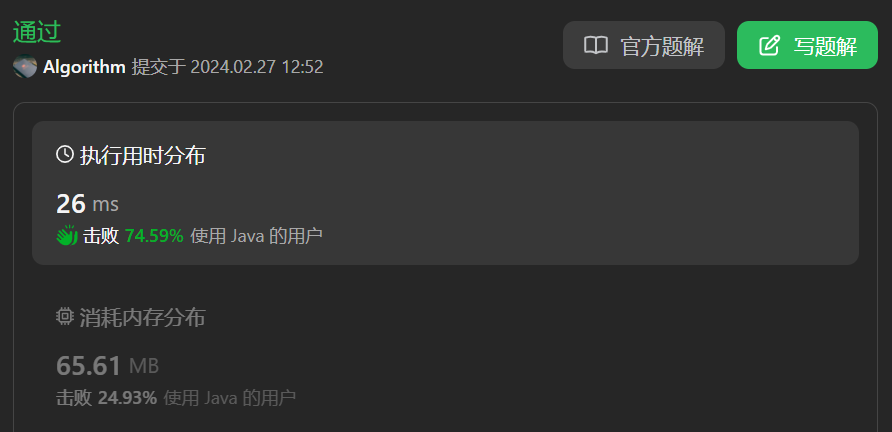 通过
官方题解
写题解
Algorithm 提交于 2024.02.27 12:52
执行用时分布
26 ms
击败 74.59% 使用 Java 的用户
消耗内存分布
65.61 MB
击败 24.93% 使用 Java 的用户